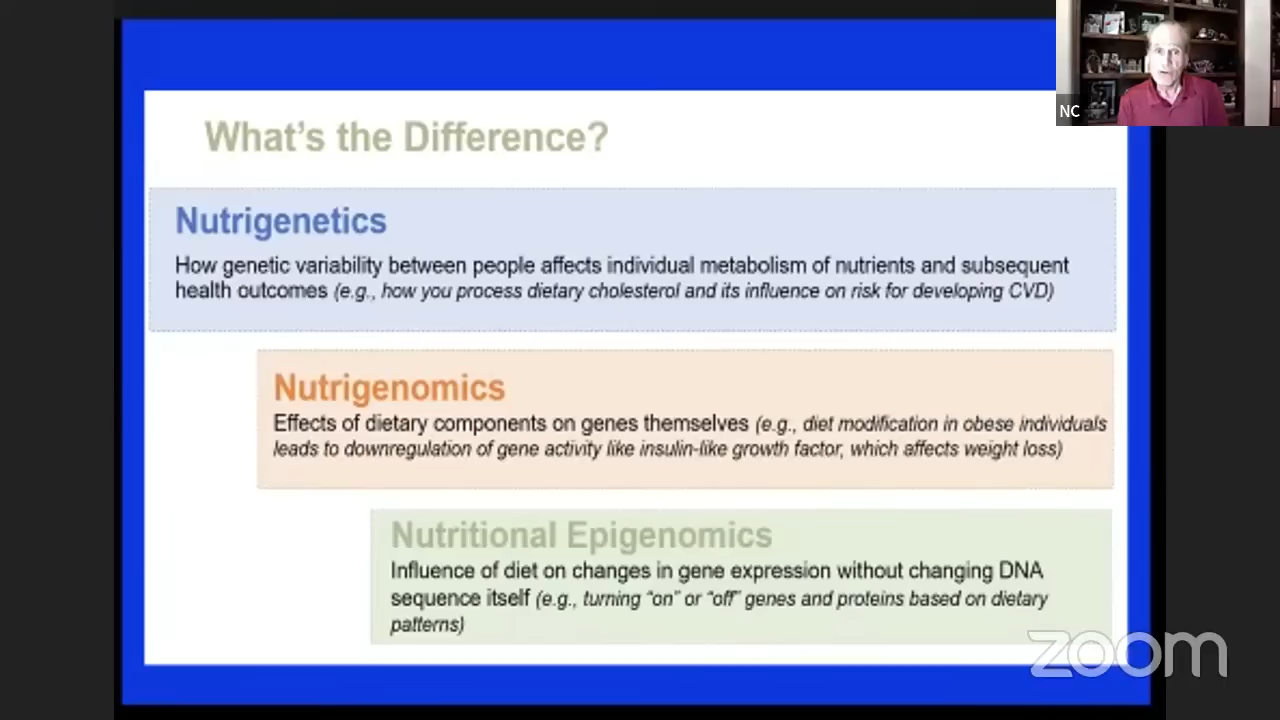 What's the Difference?
NC
Nutrigenetics
How genetic variability between people affects individual metabolism of nutrients and subsequent
health outcomes (e.g., how you process dietary cholesterol and its influence on risk for developing CVD)
Nutrigenomics
Effects of dietary components on genes themselves (e.g., diet modification in obese individuals
leads to downregulation of gene activity like insulin-like growth factor, which affects weight loss)
Nutritional Epigenomics
Influence of diet on changes in gene expression without changing DNA
sequence itself (e.g., turning “on” or “off” genes and proteins based on dietary
patterns)
zoom